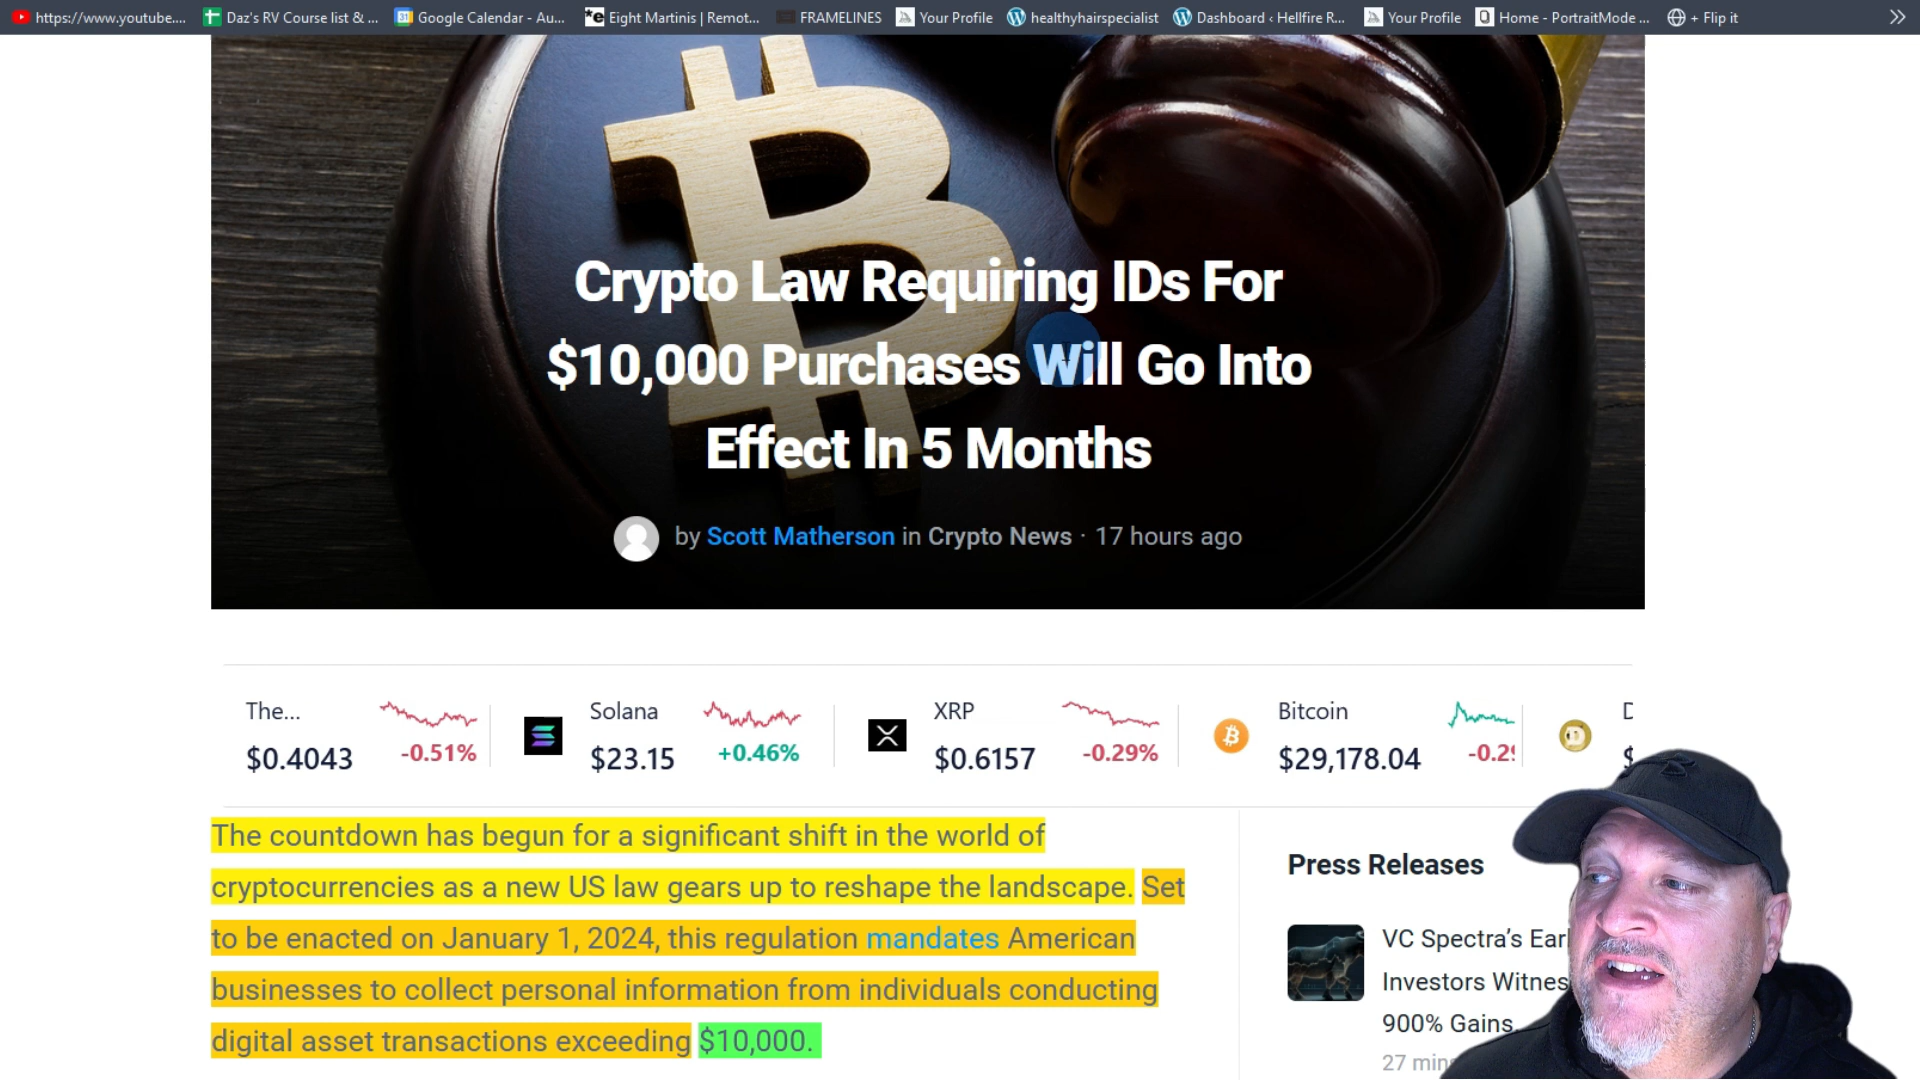 https://www.youtube.... Daz's RV Course list & ... Google Calendar - Au... Eight Martinis | Remot... FRAMELINES Your Profile healthyhairspecialist Dashboard ‹ Hellfire R... Your Profile Home - PortraitMode ... + Flip it
Crypto Law Requiring IDs For
$10,000 Purchases Will Go Into
Effect In 5 Months
by Scott Matherson in Crypto News · 17 hours ago
The... Solana XRP Bitcoin
$0.4043 -0.51% $23.15 +0.46% $0.6157 -0.29% $29,178.04
The countdown has begun for a significant shift in the world of
cryptocurrencies as a new US law gears up to reshape the landscape. Set
to be enacted on January 1, 2024, this regulation mandates American
businesses to collect personal information from individuals conducting
digital asset transactions exceeding $10,000.
Press Releases
VC Spectra's
Investors
900% Gains
27